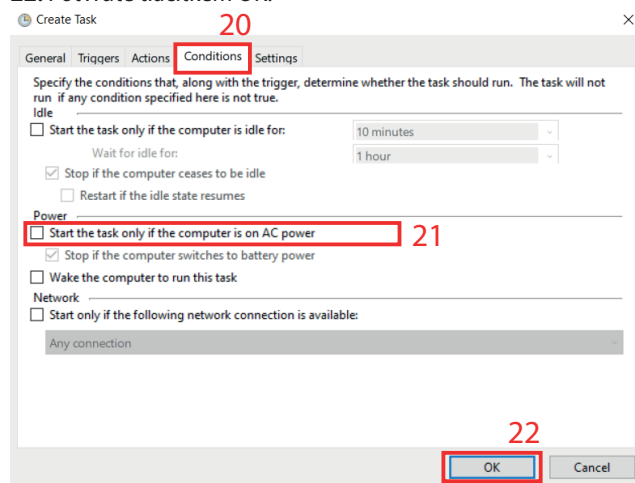 Create Task
20
General Triggers Actions Conditions Settings
Specify the conditions that, along with the trigger, determine whether the task should run. The task will not
run if any condition specified here is not true.
Idle
Start the task only if the computer is idle for: 10 minutes
Wait for idle for: 1 hour
Stop if the computer ceases to be idle
Restart if the idle state resumes
Power
Start the task only if the computer is on AC power 21
Stop if the computer switches to battery power
Wake the computer to run this task
Network
Start only if the following network connection is available:
Any connection
22
OK Cancel